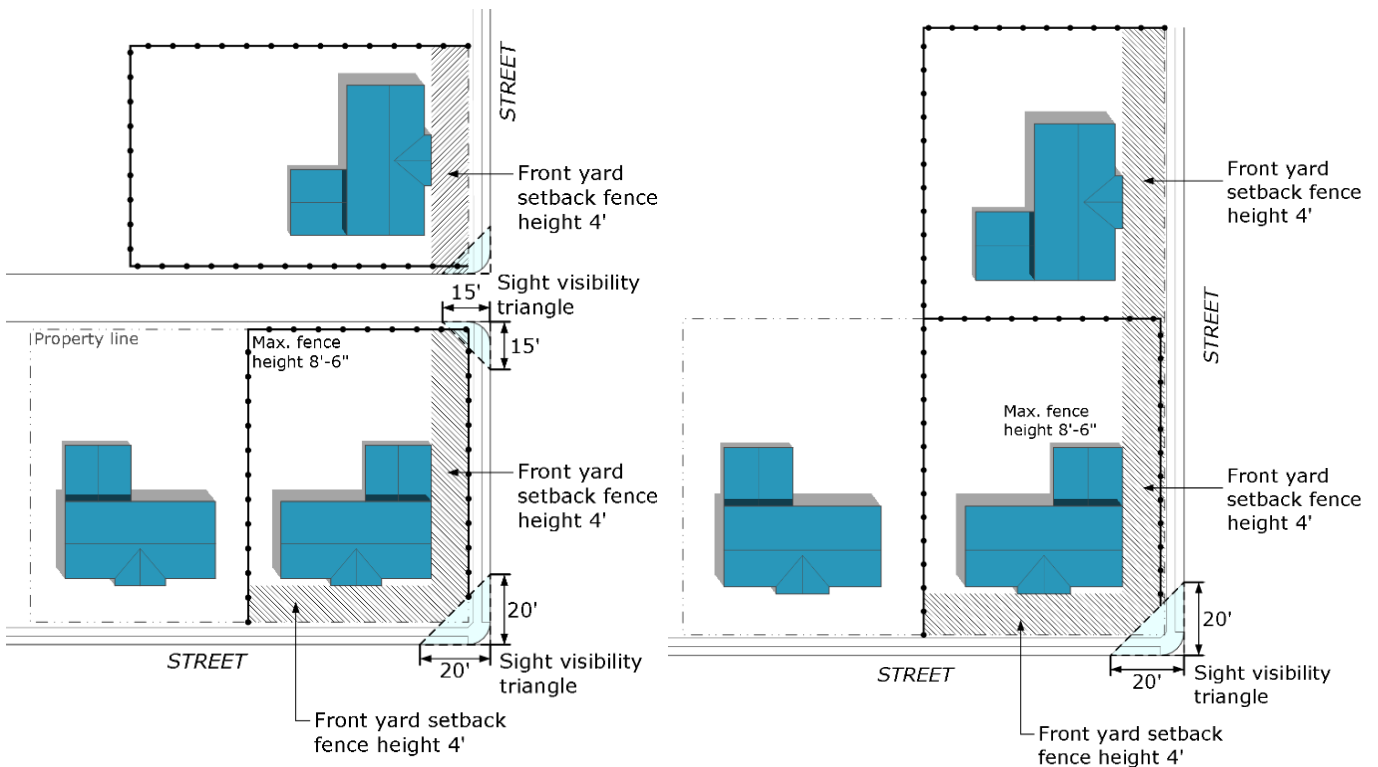 STREET
Front yard
setback fence
height 4'
Sight visibility
triangle
15'
15'
Property line
Max. fence
height 8'-6"
Front yard
setback fence
height 4'
20'
20'
STREET
Sight visibility
triangle
Front yard setback
fence height 4'
Front yard
setback fence
height 4'
STREET
Max. fence
height 8'-6"
Front yard
setback fence
height 4'
20'
20'
STREET
Sight visibility
triangle
Front yard setback
fence height 4'